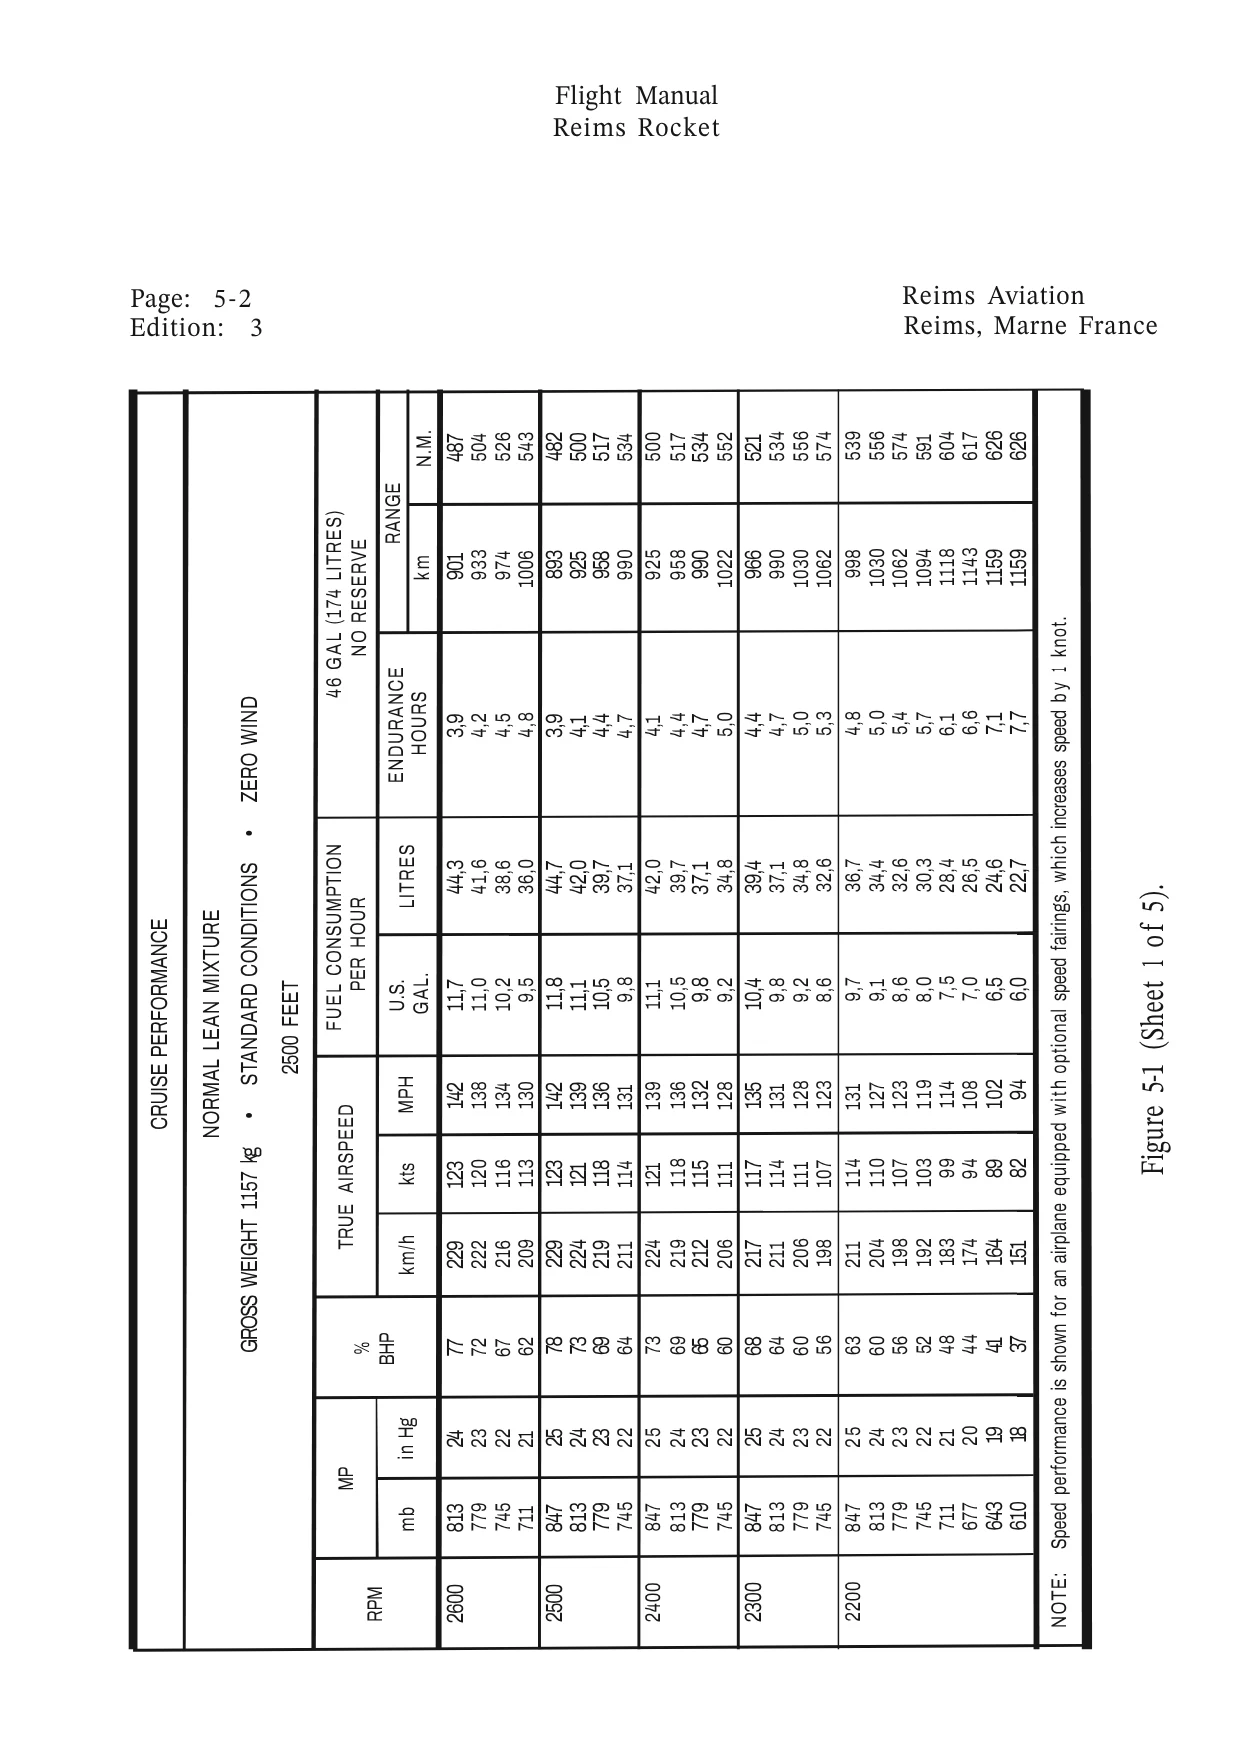 Flight Manual
Reims Rocket
Page: 5-2
Edition: 3
Reims Aviation
Reims, Marne France
CRUISE PERFORMANCE
NORMAL LEAN MIXTURE
GROSS WEIGHT 1157 kg • STANDARD CONDITIONS • ZERO WIND
2500 FEET
RPM MP % BHP TRUE AIRSPEED FUEL CONSUMPTION PER HOUR 46 GAL (174 LITRES) NO RESERVE
ENDURANCE HOURS RANGE
mb in Hg km/h kts MPH U.S. GAL. LITRES km N.M.
2600 813 24 77 229 123 142 11,7 44,3 3,9 901 487
779 23 72 222 120 138 11,0 41,6 4,2 933 504
745 22 67 216 116 134 10,2 38,6 4,5 974 526
711 21 62 209 113 130 9,5 36,0 4,8 1006 543
2500 847 25 78 229 123 142 11,8 44,7 3,9 893 482
813 24 73 224 121 139 11,1 42,0 4,1 925 500
779 23 69 219 118 136 10,5 39,7 4,4 958 517
745 22 64 211 114 131 9,8 37,1 4,7 990 534
2400 847 25 73 224 121 139 11,1 42,0 4,1 925 500
813 24 69 219 118 136 10,5 39,7 4,4 958 517
779 23 65 212 115 132 9,8 37,1 4,7 990 534
745 22 60 206 111 128 9,2 34,8 5,0 1022 552
2300 847 25 68 217 117 135 10,4 39,4 4,4 966 521
813 24 64 211 114 131 9,8 37,1 4,7 990 534
779 23 60 206 111 128 9,2 34,8 5,0 1030 556
745 22 56 198 107 123 8,6 32,6 5,3 1062 574
2200 847 25 63 211 114 131 9,7 36,7 4,8 998 539
813 24 60 204 110 127 9,1 34,4 5,0 1030 556
779 23 56 198 107 123 8,6 32,6 5,4 1062 574
745 22 52 192 103 119 8,0 30,3 5,7 1094 591
711 21 48 183 99 114 7,5 28,4 6,1 1118 604
677 20 44 174 94 108 7,0 26,5 6,6 1143 617
643 19 41 164 89 102 6,5 24,6 7,1 1159 626
610 18 37 151 82 94 6,0 22,7 7,7 1159 626
NOTE: Speed performance is shown for an airplane equipped with optional speed fairings, which increases speed by 1 knot.
Figure 5-1 (Sheet 1 of 5).